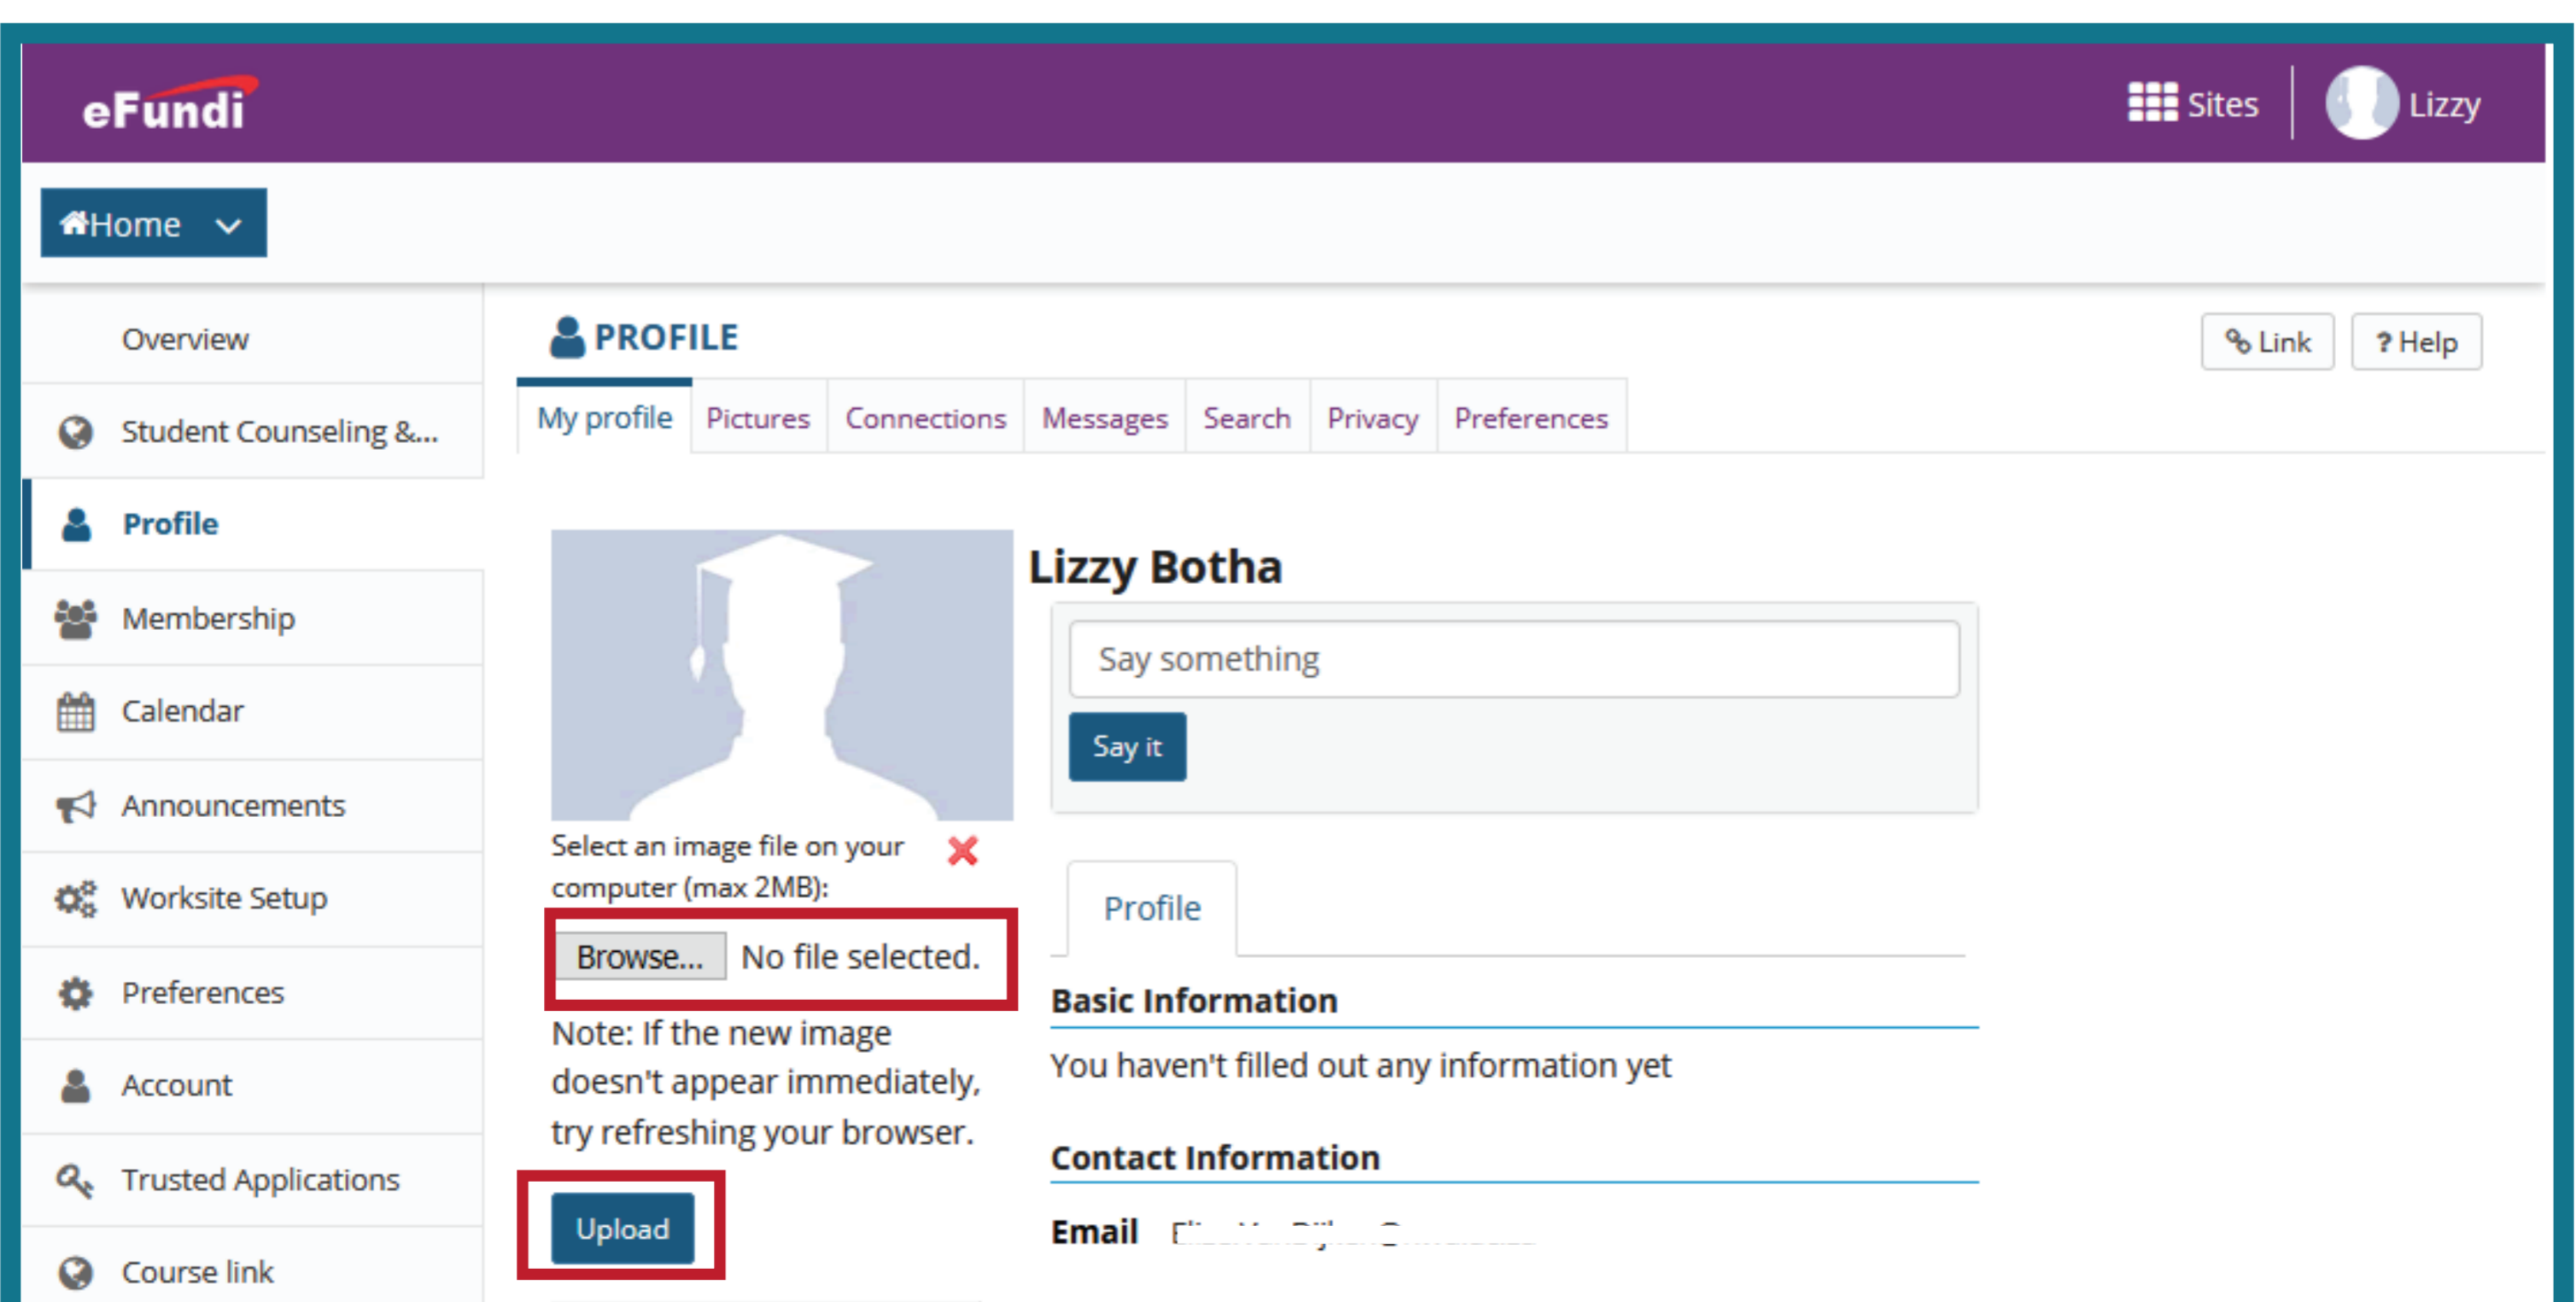 eFundi
Sites
Lizzy
Home
Overview
Student Counseling &...
Profile
Membership
Calendar
Announcements
Worksite Setup
Preferences
Account
Trusted Applications
Course link
PROFILE
Link
? Help
My profile
Pictures
Connections
Messages
Search
Privacy
Preferences
Select an image file on your
computer (max 2MB):
Browse...
No file selected.
Note: If the new image
doesn't appear immediately,
try refreshing your browser.
Upload
Lizzy Botha
Say something
Say it
Profile
Basic Information
You haven't filled out any information yet
Contact Information
Email